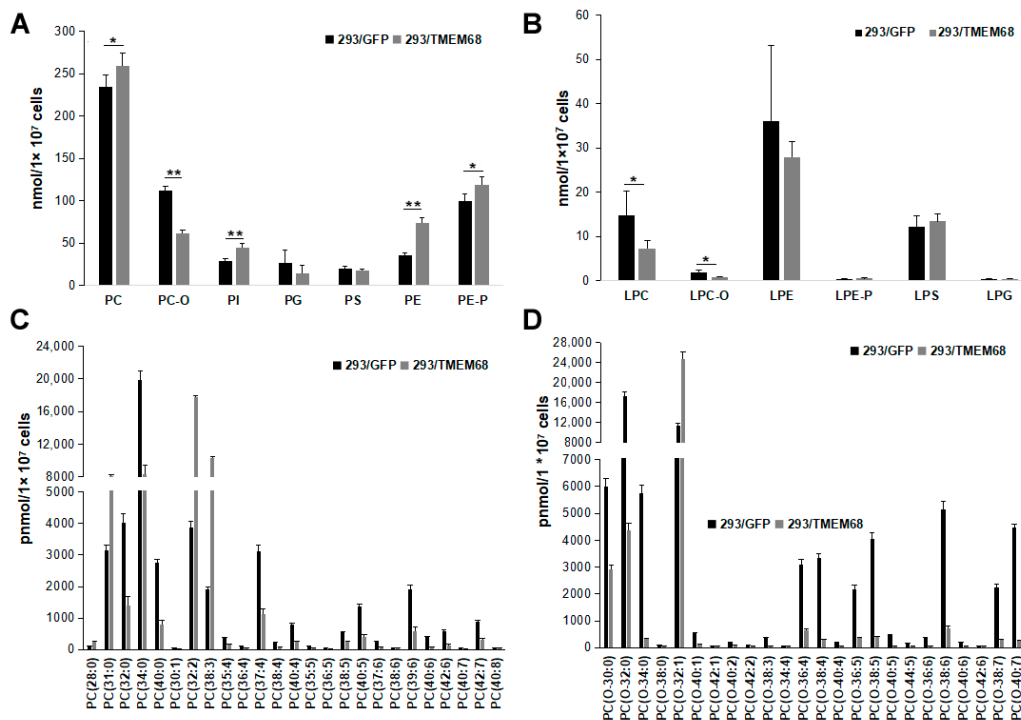 A
293/GFP 293/TMEM68
nmol/1× 10⁷ cells
300
250
200
150
100
50
0
* ** ** ** *
PC PC-O PI PG PS PE PE-P
B
293/GFP 293/TMEM68
nmol/1×10⁷ cells
60
50
40
30
20
10
0
* *
LPC LPC-O LPE LPE-P LPS LPG
C
293/GFP 293/TMEM68
pnmol/1× 10⁷ cells
24,000
20,000
16,000
12,000
8000
5000
4000
3000
2000
1000
0
PC(28:0)
PC(31:0)
PC(32:0)
PC(34:0)
PC(40:0)
PC(30:1)
PC(32:2)
PC(38:3)
PC(35:4)
PC(36:4)
PC(37:4)
PC(38:4)
PC(40:4)
PC(35:5)
PC(36:5)
PC(38:5)
PC(40:5)
PC(37:6)
PC(38:6)
PC(39:6)
PC(40:6)
PC(42:6)
PC(40:7)
PC(42:7)
PC(40:8)
D
293/GFP 293/TMEM68
pnmol/1 * 10⁷ cells
28,000
24,000
20,000
16,000
12,000
8000
7000
6000
5000
4000
3000
2000
1000
0
293/GFP 293/TMEM68
PC(O-30:0)
PC(O-32:0)
PC(O-34:0)
PC(O-38:0)
PC(O-32:1)
PC(O-40:1)
PC(O-42:1)
PC(O-40:2)
PC(O-42:2)
PC(O-38:3)
PC(O-34:4)
PC(O-36:4)
PC(O-38:4)
PC(O-40:4)
PC(O-36:5)
PC(O-38:5)
PC(O-40:5)
PC(O-44:5)
PC(O-36:6)
PC(O-38:6)
PC(O-40:6)
PC(O-42:6)
PC(O-38:7)
PC(O-40:7)